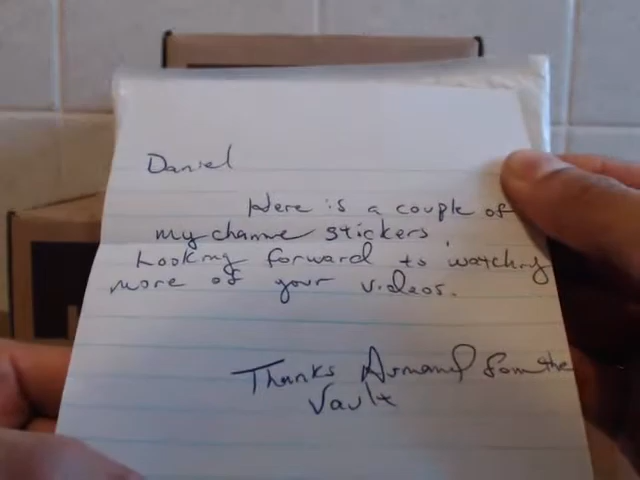 Daniel
Here is a couple of
my channel stickers.
Looking forward to watching
more of your videos.
Thanks Armand from the
Vault